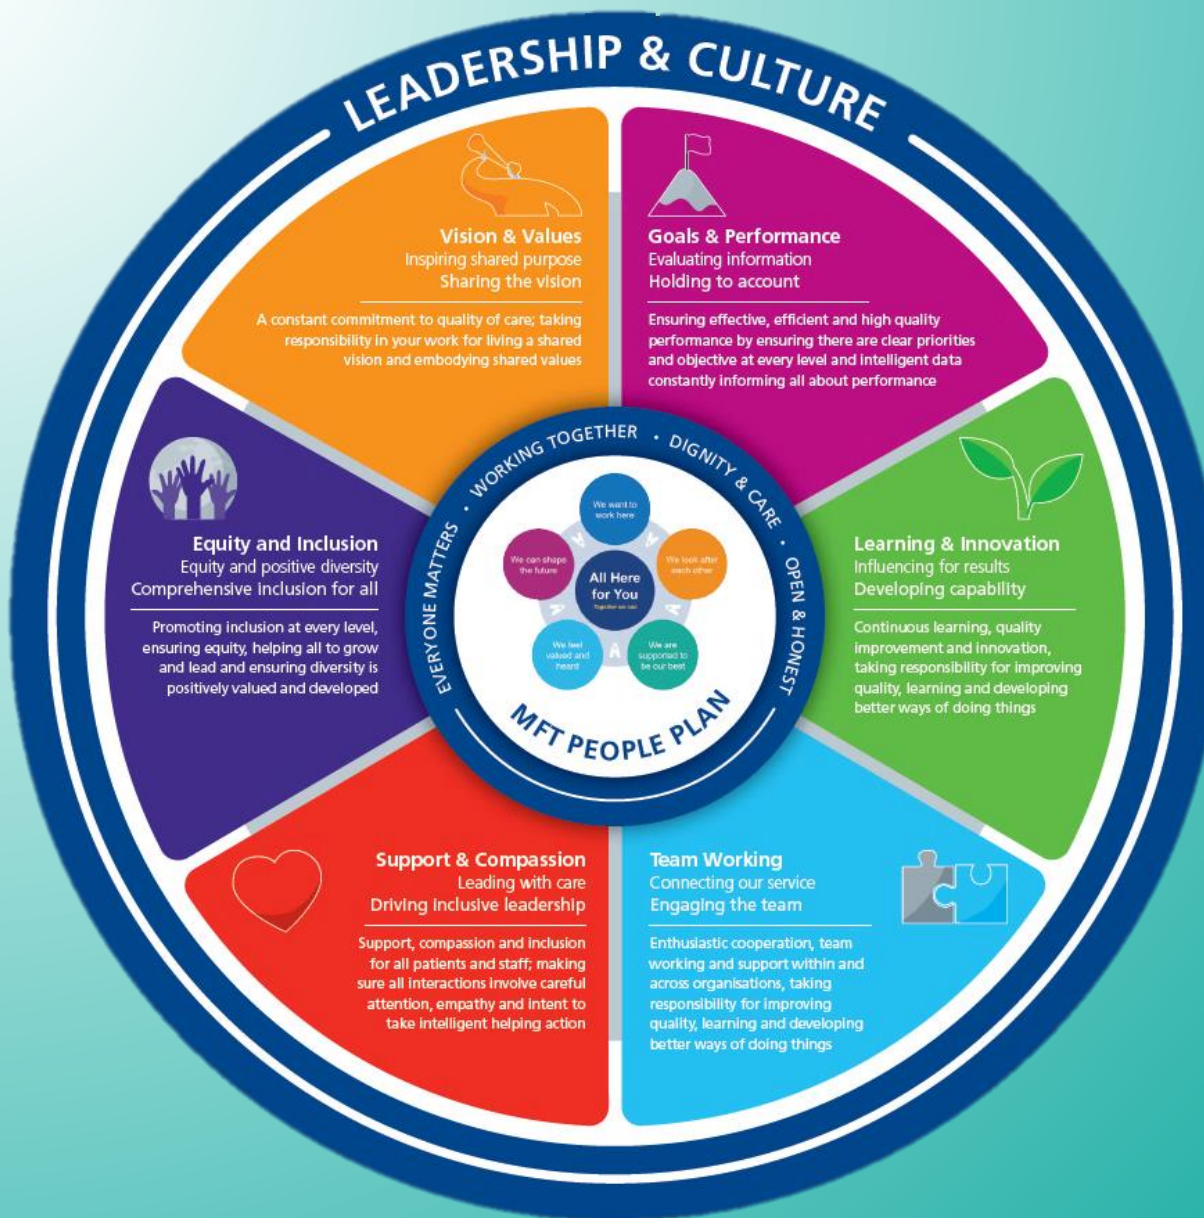 LEADERSHIP & CULTURE
Vision & Values
Inspiring shared purpose
Sharing the vision
A constant commitment to quality of care; taking
responsibility in your work for living a shared
vision and embodying shared values
Goals & Performance
Evaluating information
Holding to account
Ensuring effective, efficient and high quality
performance by ensuring there are clear priorities
and objective at every level and intelligent data
constantly informing all about performance
Equity and Inclusion
Equity and positive diversity
Comprehensive inclusion for all
Promoting inclusion at every level,
ensuring equity, helping all to grow
and lead and ensuring diversity is
positively valued and developed
EVERYONE MATTERS • WORKING TOGETHER • DIGNITY & CARE • OPEN & HONEST
We want to
work here
We can shape
the future
We look after
each other
All Here
for You
Together we can
We feel
valued and
heard
We are
supported to
be our best
MFT PEOPLE PLAN
Learning & Innovation
Influencing for results
Developing capability
Continuous learning, quality
improvement and innovation,
taking responsibility for improving
quality, learning and developing
better ways of doing things
Support & Compassion
Leading with care
Driving inclusive leadership
Support, compassion and inclusion
for all patients and staff; making
sure all interactions involve careful
attention, empathy and intent to
take intelligent helping action
Team Working
Connecting our service
Engaging the team
Enthusiastic cooperation, team
working and support within and
across organisations, taking
responsibility for improving
quality, learning and developing
better ways of doing things